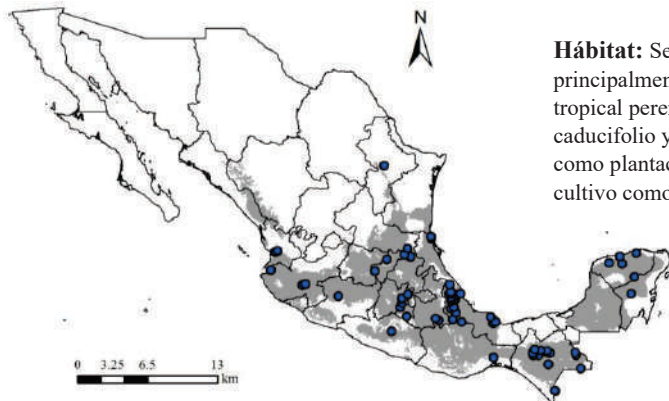 N
Hábitat: Se
principalmen
tropical pere
caducifolio y
como plantac
cultivo como
0 3.25 6.5 13
km